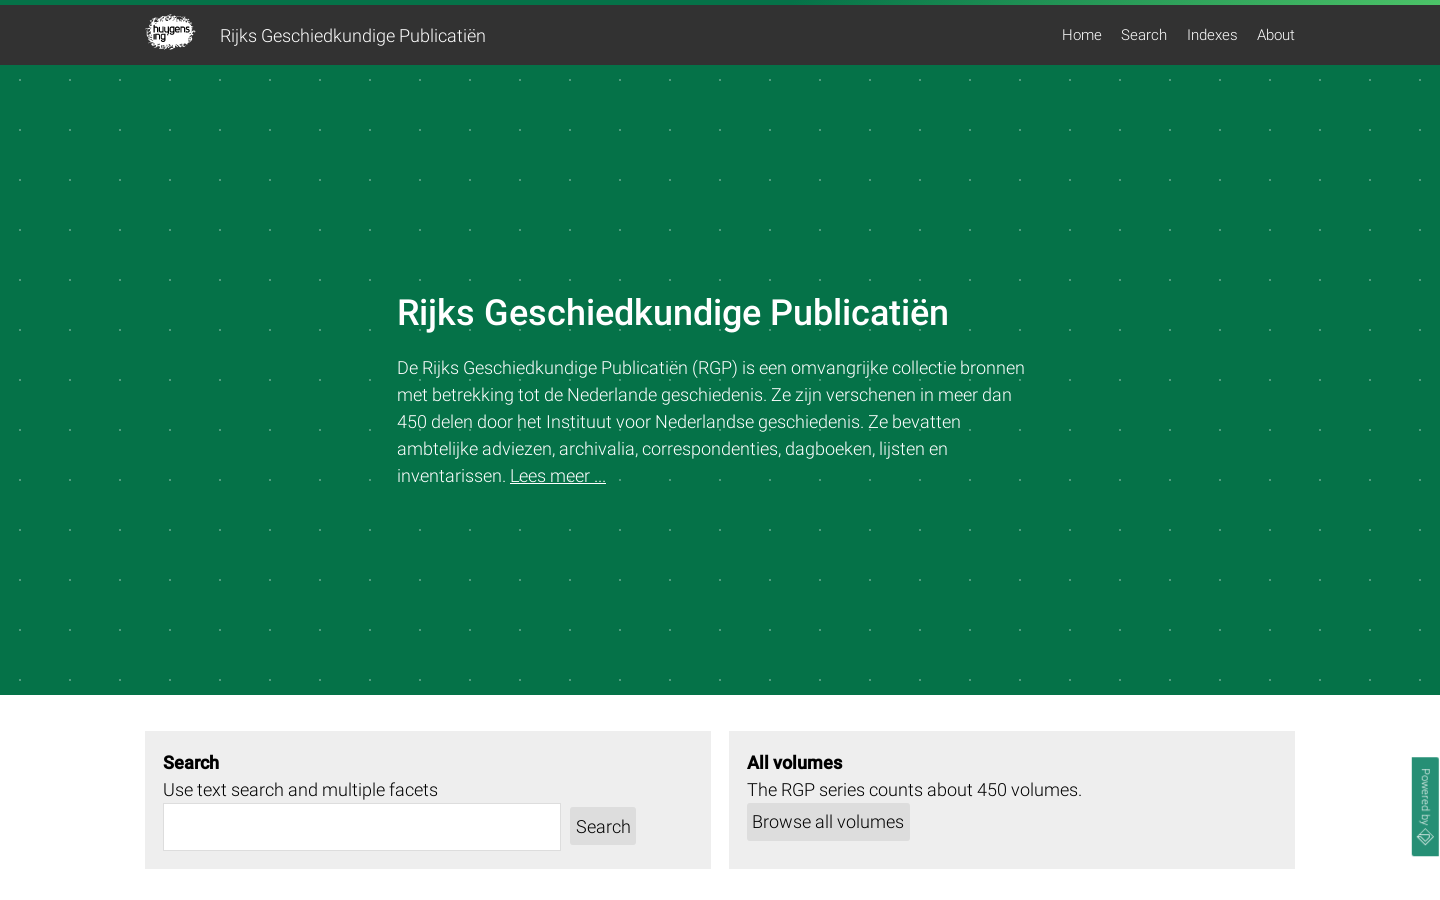 huygens
ing
Rijks Geschiedkundige Publicatiën
Home
Search
Indexes
About
Rijks Geschiedkundige Publicatiën
De Rijks Geschiedkundige Publicatiën (RGP) is een omvangrijke collectie bronnen
met betrekking tot de Nederlande geschiedenis. Ze zijn verschenen in meer dan
450 delen door het Instituut voor Nederlandse geschiedenis. Ze bevatten
ambtelijke adviezen, archivalia, correspondenties, dagboeken, lijsten en
inventarissen. Lees meer ...
Search
Use text search and multiple facets
Search
All volumes
The RGP series counts about 450 volumes.
Browse all volumes
Powered by